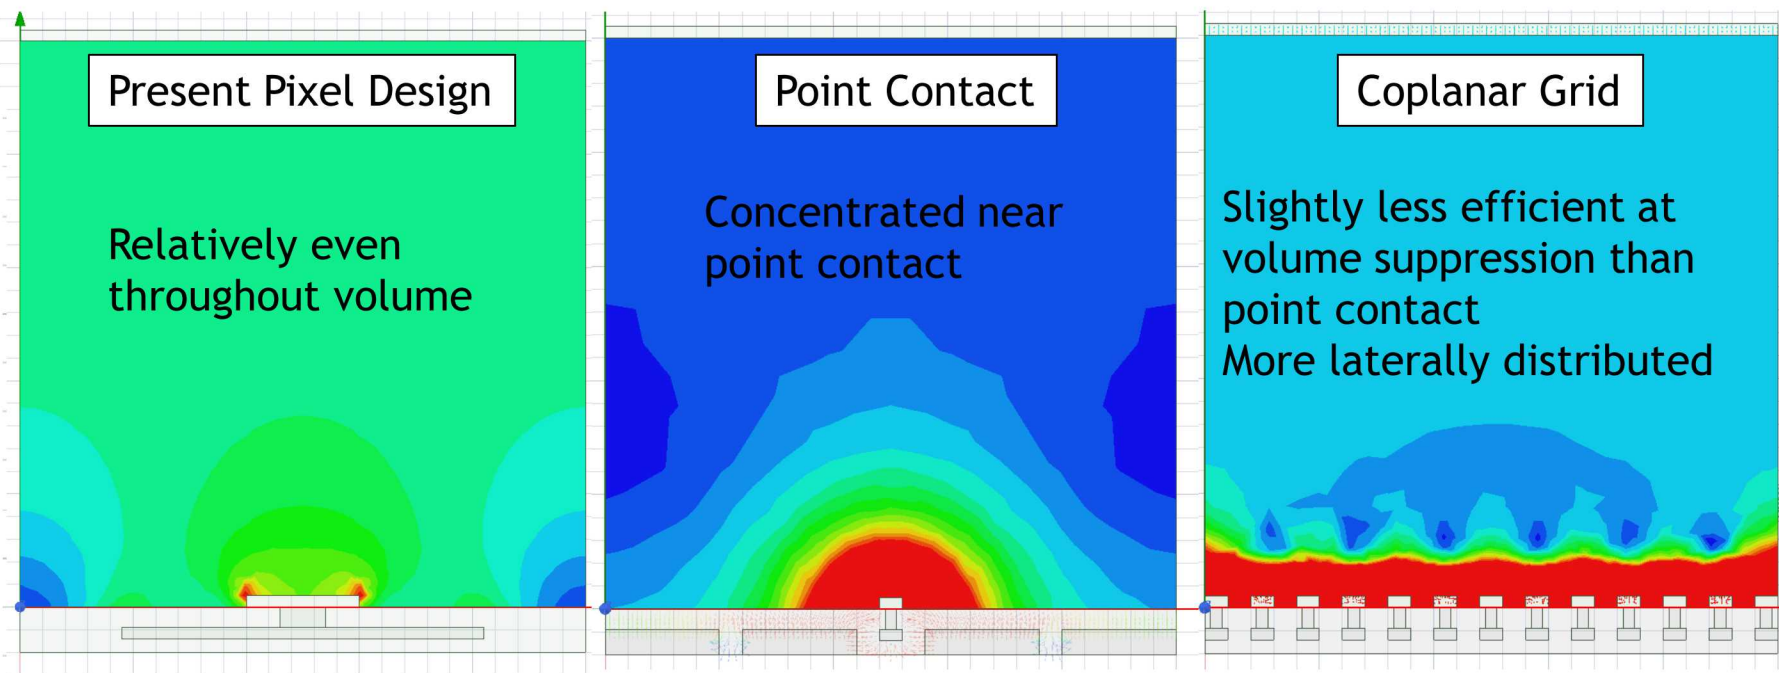 Present Pixel Design
Relatively even
throughout volume
Point Contact
Concentrated near
point contact
Coplanar Grid
Slightly less efficient at
volume suppression than
point contact
More laterally distributed